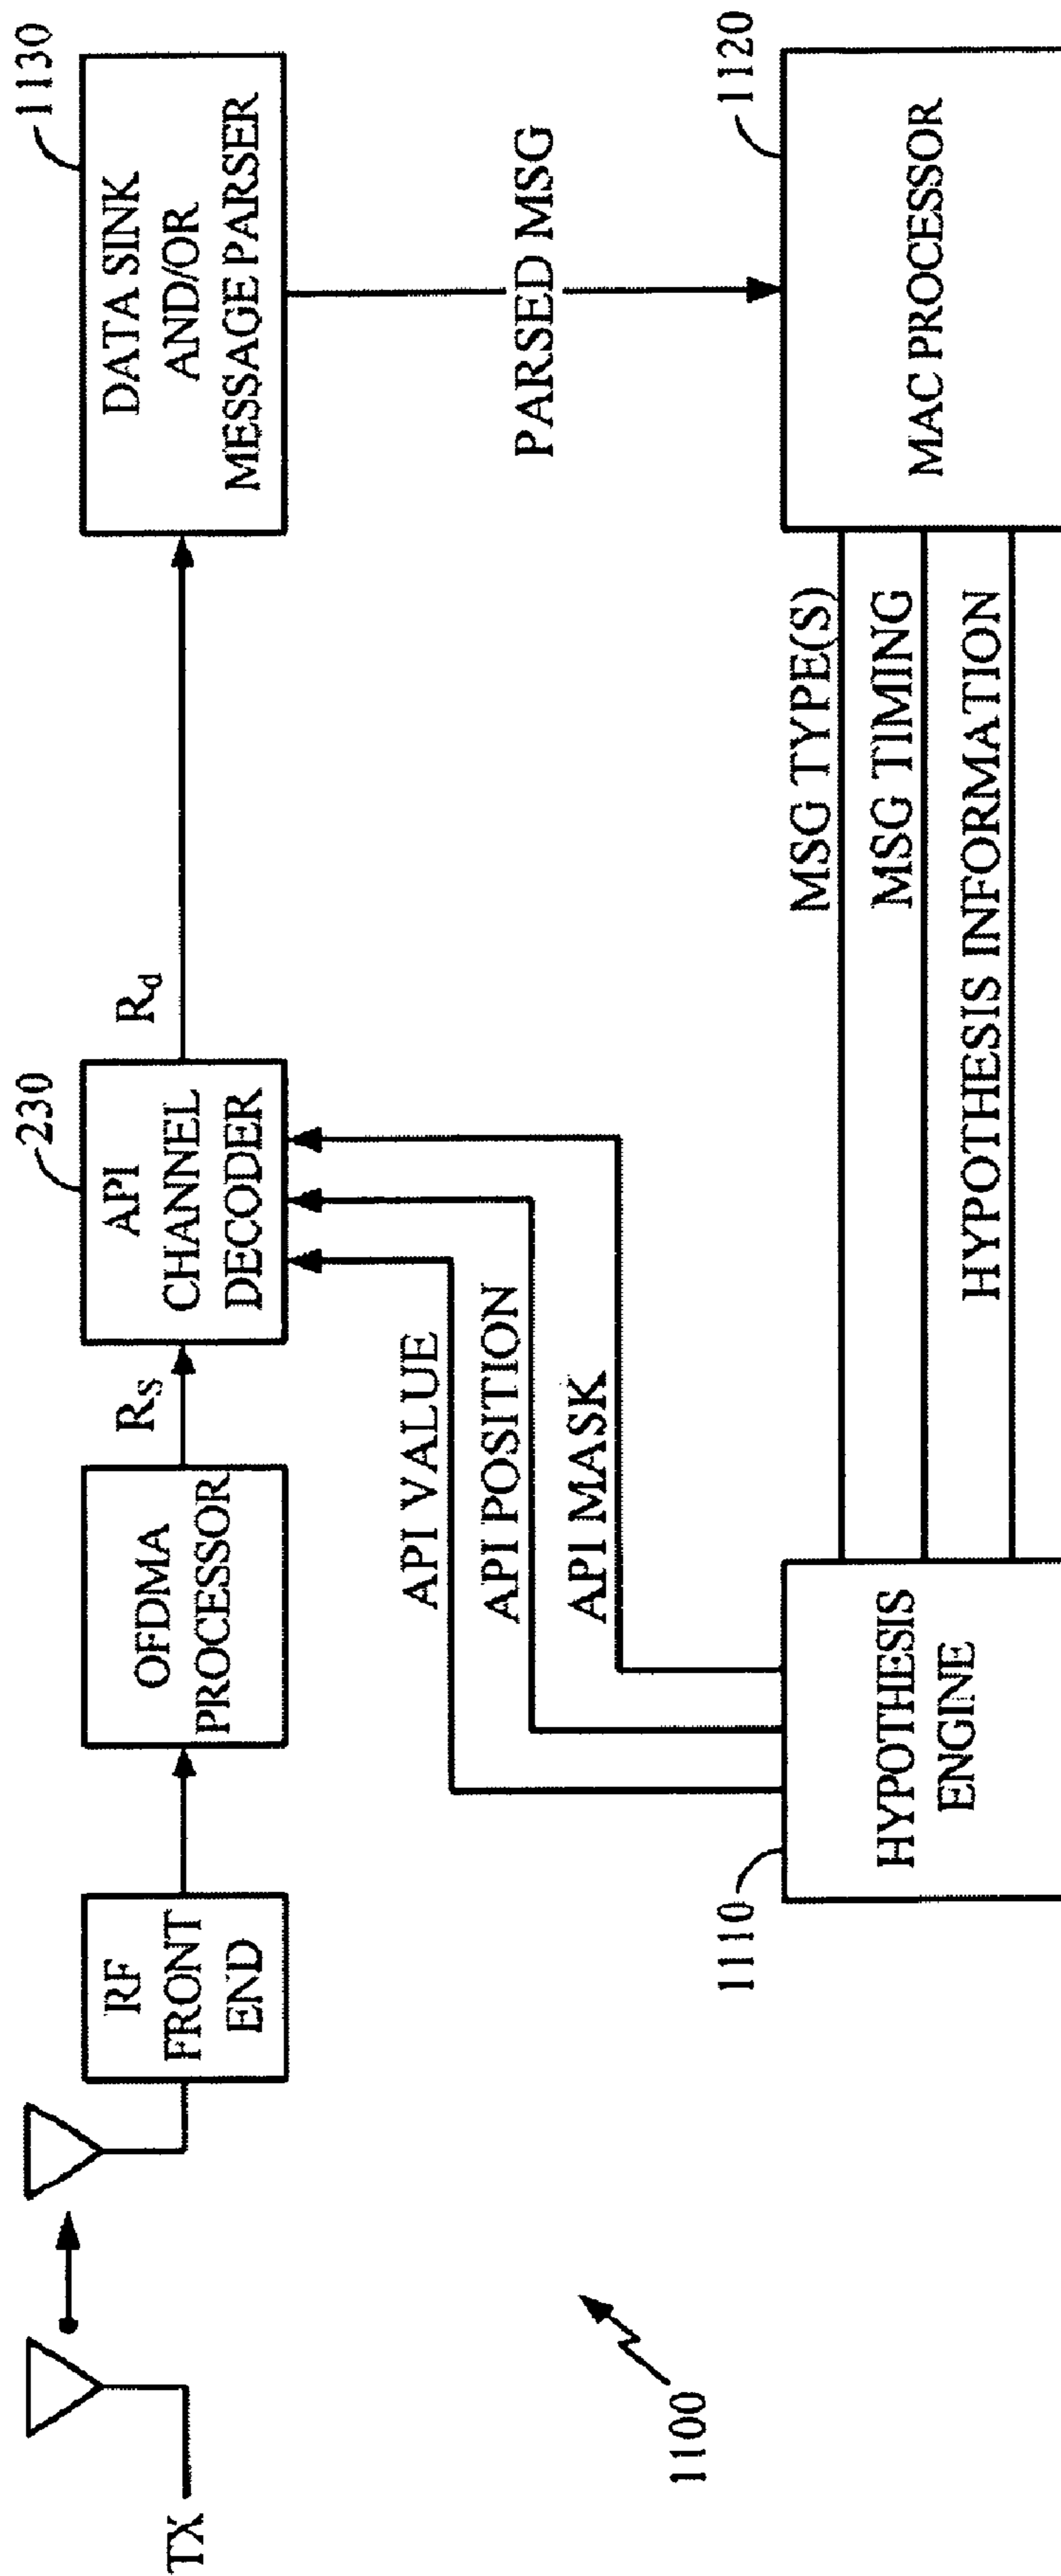 TX
RF
FRONT
END
OFDMA
PROCESSOR
Rs
230
API
CHANNEL
DECODER
Rd
1130
DATA SINK
AND/OR
MESSAGE PARSER
API VALUE
API POSITION
API MASK
PARSED MSG
1100
1110
HYPOTHESIS
ENGINE
MSG TYPE(S)
MSG TIMING
HYPOTHESIS INFORMATION
1120
MAC PROCESSOR